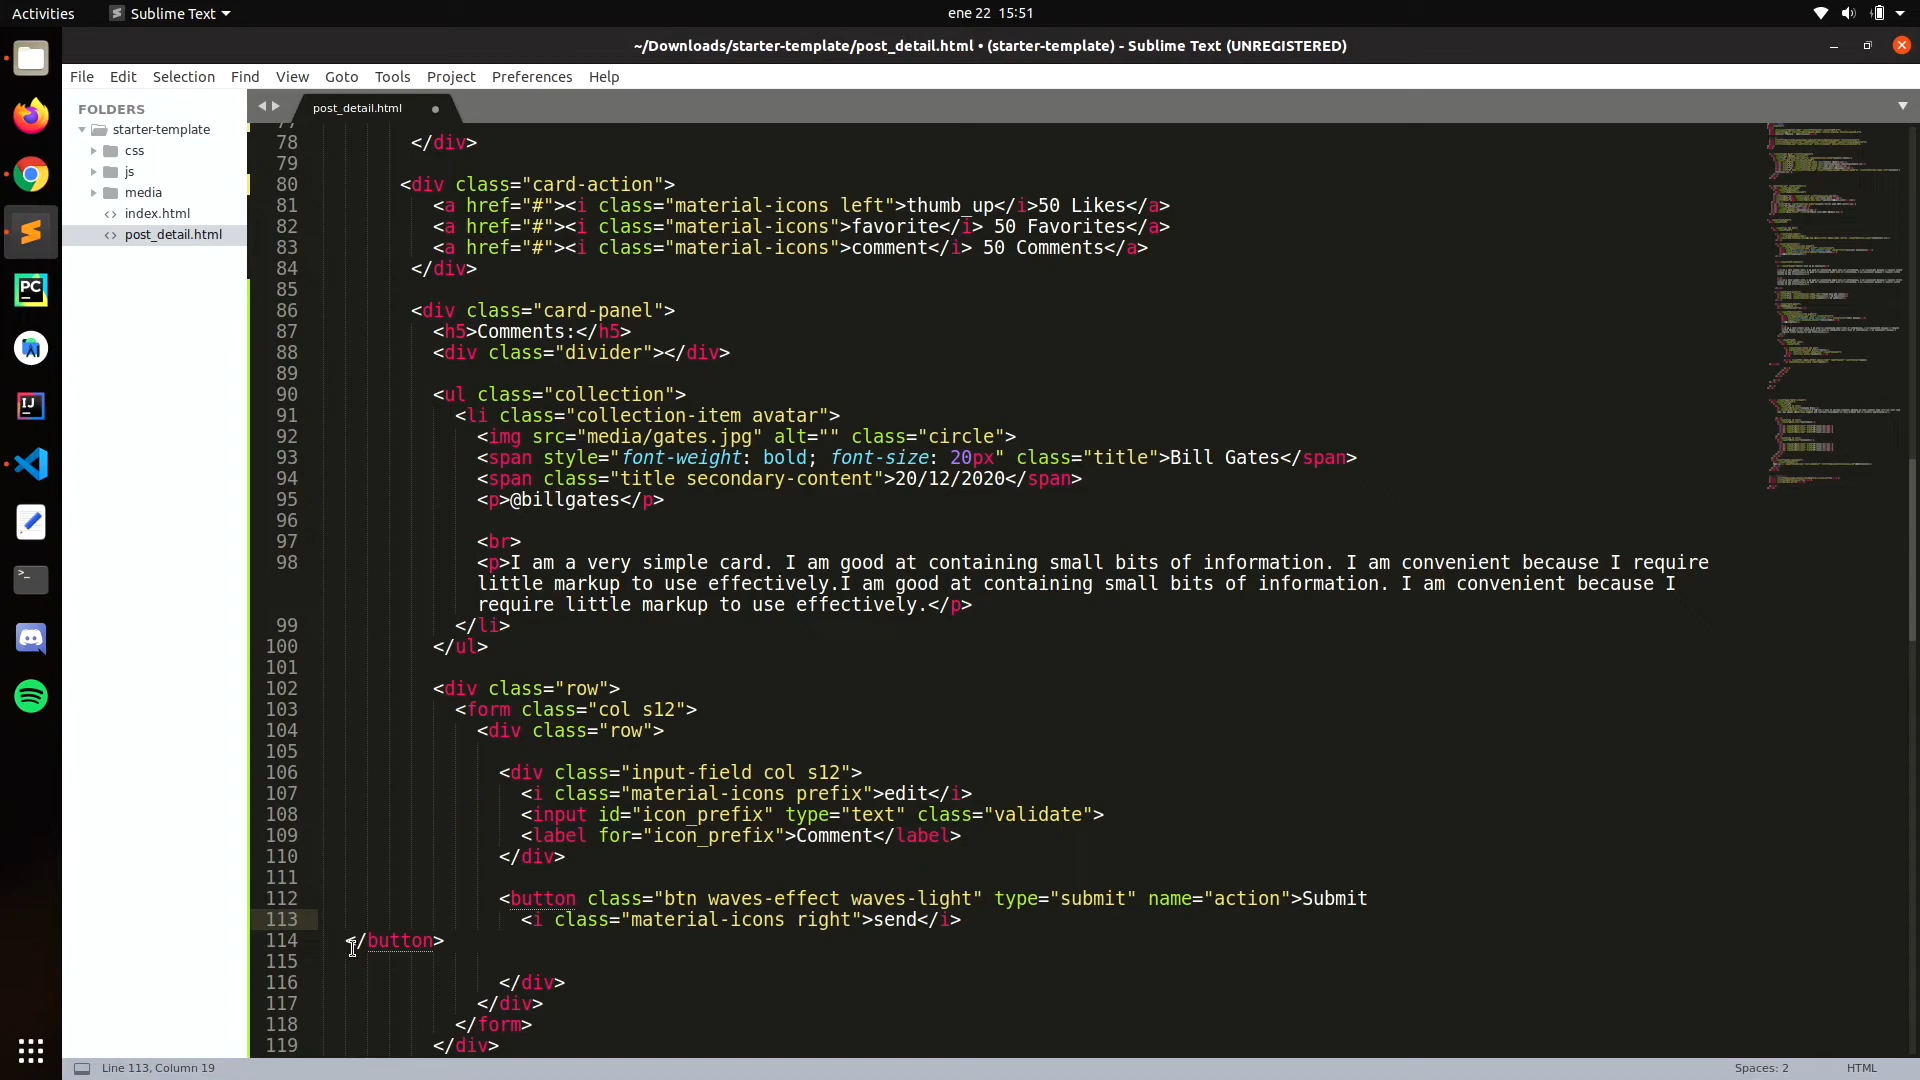 Activities
Sublime Text
ene 22 15:51
~/Downloads/starter-template/post_detail.html • (starter-template) - Sublime Text (UNREGISTERED)
File Edit Selection Find View Goto Tools Project Preferences Help
FOLDERS
starter-template
css
js
media
index.html
post_detail.html
post_detail.html
78 </div>
79
80 <div class="card-action">
81 <a href="#"><i class="material-icons left">thumb_up</i>50 Likes</a>
82 <a href="#"><i class="material-icons">favorite</i> 50 Favorites</a>
83 <a href="#"><i class="material-icons">comment</i> 50 Comments</a>
84 </div>
85
86 <div class="card-panel">
87 <h5>Comments:</h5>
88 <div class="divider"></div>
89
90 <ul class="collection">
91 <li class="collection-item avatar">
92 <img src="media/gates.jpg" alt="" class="circle">
93 <span style="font-weight: bold; font-size: 20px" class="title">Bill Gates</span>
94 <span class="title secondary-content">20/12/2020</span>
95 <p>@billgates</p>
96
97 <br>
98 <p>I am a very simple card. I am good at containing small bits of information. I am convenient because I require
little markup to use effectively.I am good at containing small bits of information. I am convenient because I
require little markup to use effectively.</p>
99 </li>
100 </ul>
101
102 <div class="row">
103 <form class="col s12">
104 <div class="row">
105
106 <div class="input-field col s12">
107 <i class="material-icons prefix">edit</i>
108 <input id="icon_prefix" type="text" class="validate">
109 <label for="icon_prefix">Comment</label>
110 </div>
111
112 <button class="btn waves-effect waves-light" type="submit" name="action">Submit
113 <i class="material-icons right">send</i>
114 </button>
115
116 </div>
117 </div>
118 </form>
119 </div>
Line 113, Column 19
Spaces: 2
HTML
PC
IJ